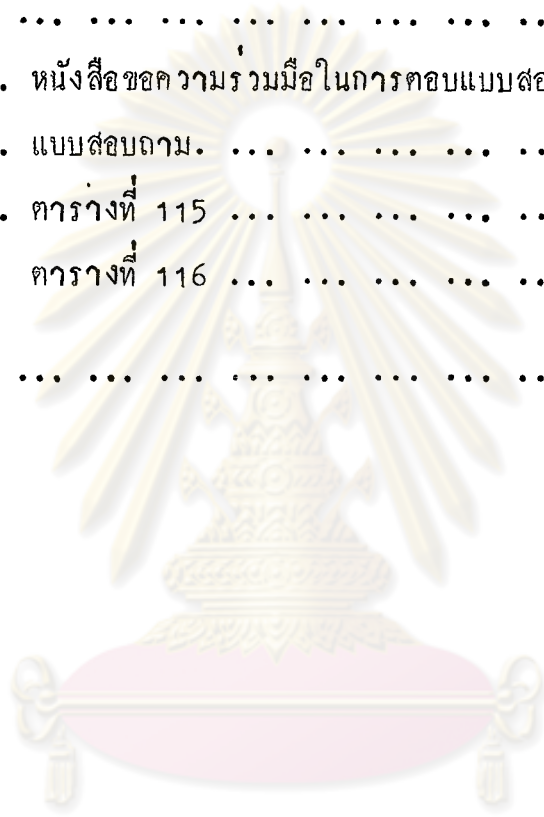 ... ... ... ... ... ... ... ..
. หนังสือขอความร่วมมือในการตอบแบบสอ
. แบบสอบถาม. ... ... ... ... ..
. ตารางที่ 115 ... ... ... ... ..
ตารางที่ 116 ... ... ... ... ..
... ... ... ... ... ... ... ..